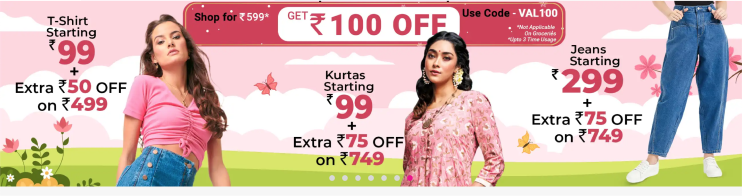 Shop for ₹599*
GET ₹100 OFF
Use Code - VAL100
*Not Applicable
On Groceries
*Upto 3 Time Usage
T-Shirt
Starting
₹99
+
Extra ₹50 OFF
on ₹499
Kurtas
Starting
₹99
+
Extra ₹75 OFF
on ₹749
Jeans
Starting
₹299
+
Extra ₹75 OFF
on ₹749